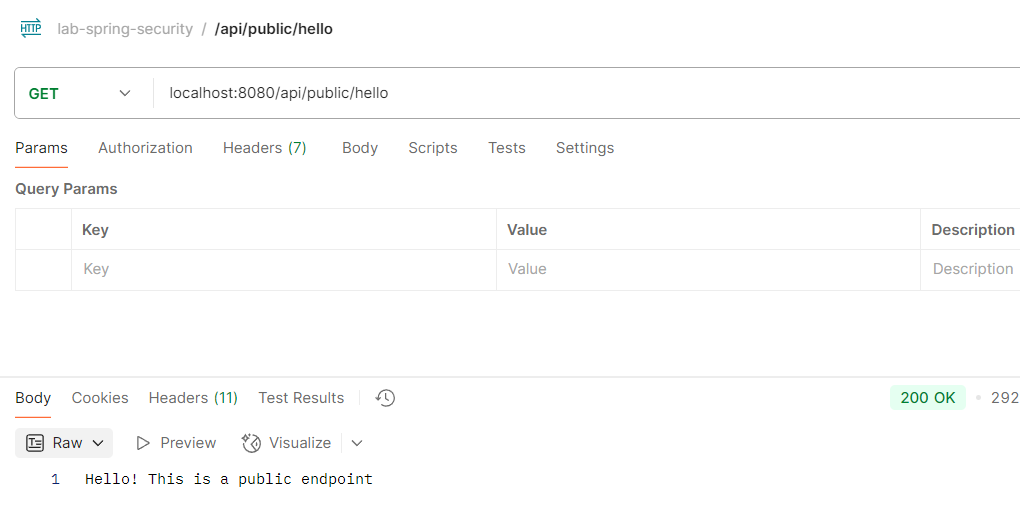 HTTP lab-spring-security / /api/public/hello
GET localhost:8080/api/public/hello
Params Authorization Headers (7) Body Scripts Tests Settings
Query Params
Key Value Description
Key Value Description
Body Cookies Headers (11) Test Results 200 OK • 292
Raw Preview Visualize
1 Hello! This is a public endpoint